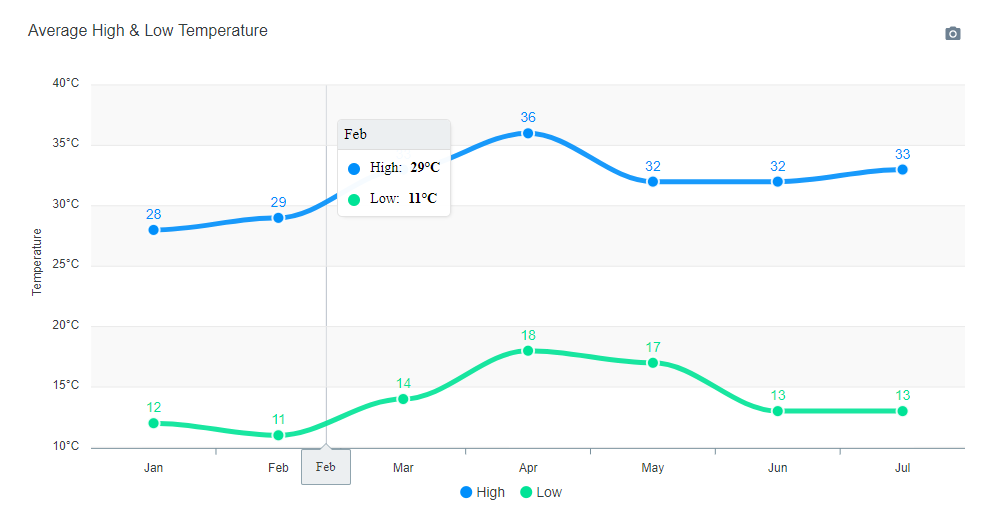 Average High & Low Temperature
40°C
36
Feb
35°C
High: 29°C
33
32
32
Low: 11°C
30°C
29
28
Temperature
25°C
20°C
18
17
15°C
14
13
13
12
11
10°C
Jan
Feb
Feb
Mar
Apr
May
Jun
Jul
High
Low